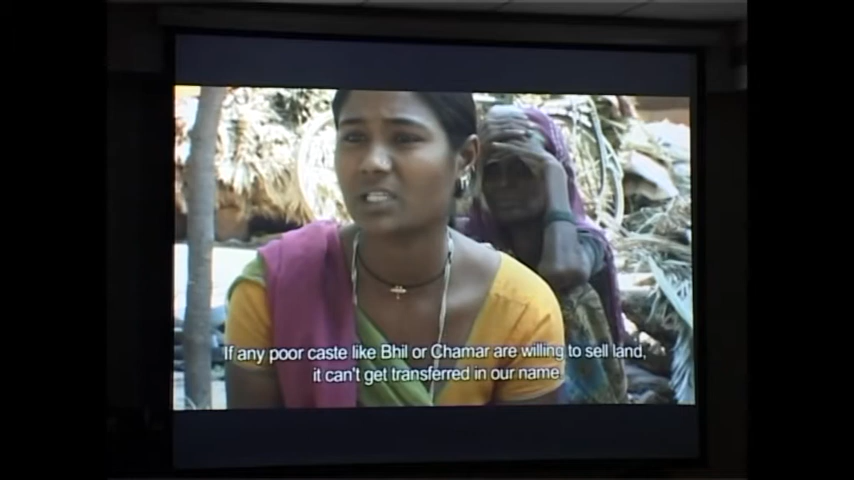 If any poor caste like Bhil or Chamar are willing to sell land,
it can't get transferred in our name.